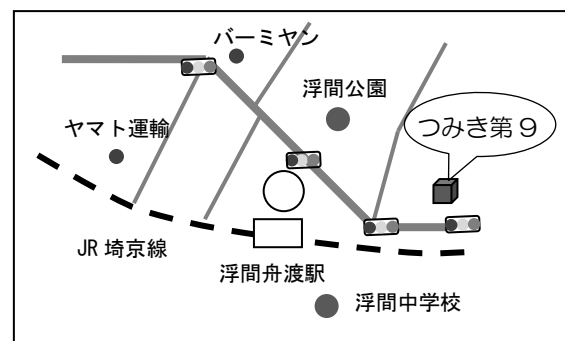 バーミヤン
浮間公園
つみき第９
ヤマト運輸
JR 埼京線
浮間舟渡駅
浮間中学校